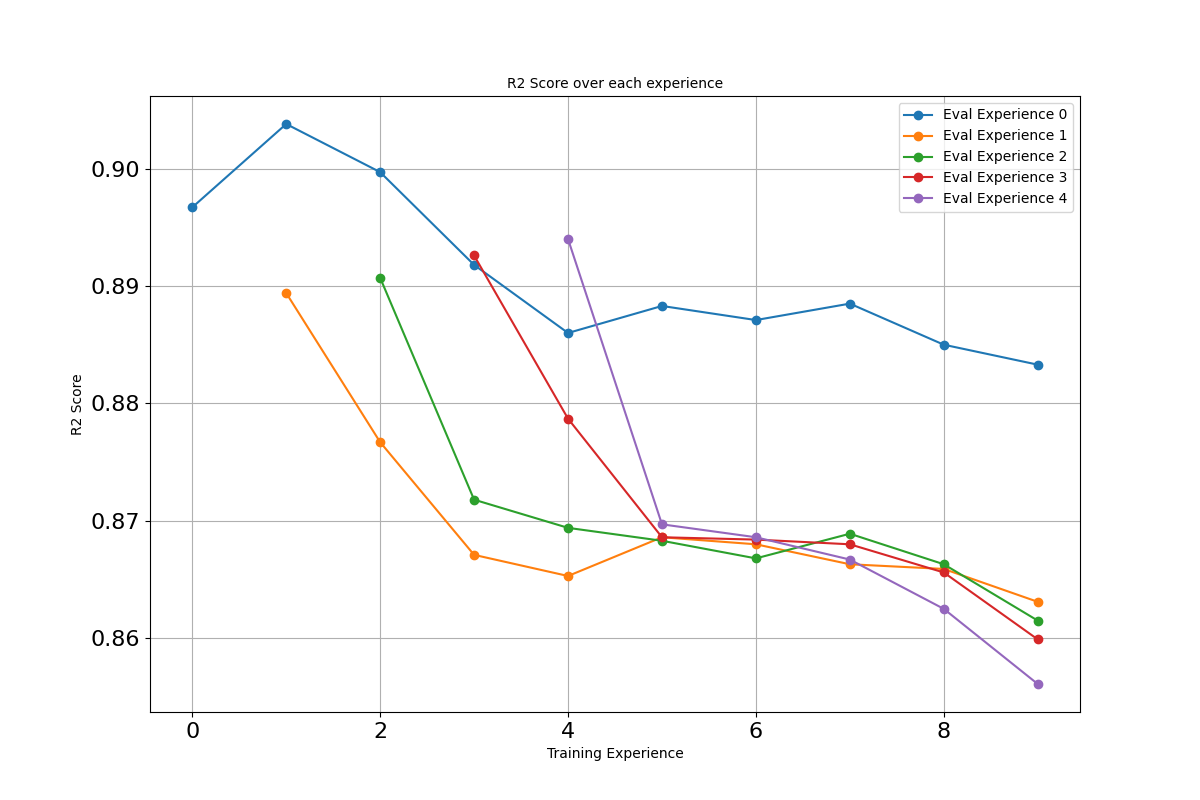 R2 Score over each experience
Eval Experience 0
Eval Experience 1
Eval Experience 2
Eval Experience 3
Eval Experience 4
0.90
0.89
0.88
0.87
0.86
R2 Score
0 2 4 6 8
Training Experience